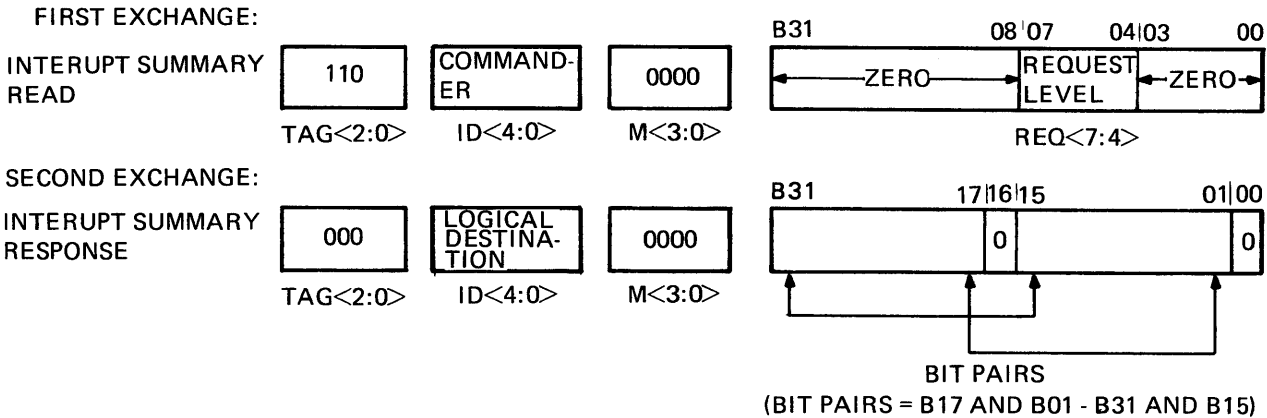 FIRST EXCHANGE:
B31 08 07 04 03 00
INTERUPT SUMMARY
READ
110
COMMAND-
ER
0000
ZERO
REQUEST
LEVEL
ZERO
TAG<2:0> ID<4:0> M<3:0> REQ<7:4>
SECOND EXCHANGE:
B31 17 16 15 01 00
INTERUPT SUMMARY
RESPONSE
000
LOGICAL
DESTINA-
TION
0000
0
0
TAG<2:0> ID<4:0> M<3:0>
BIT PAIRS
(BIT PAIRS = B17 AND B01 - B31 AND B15)